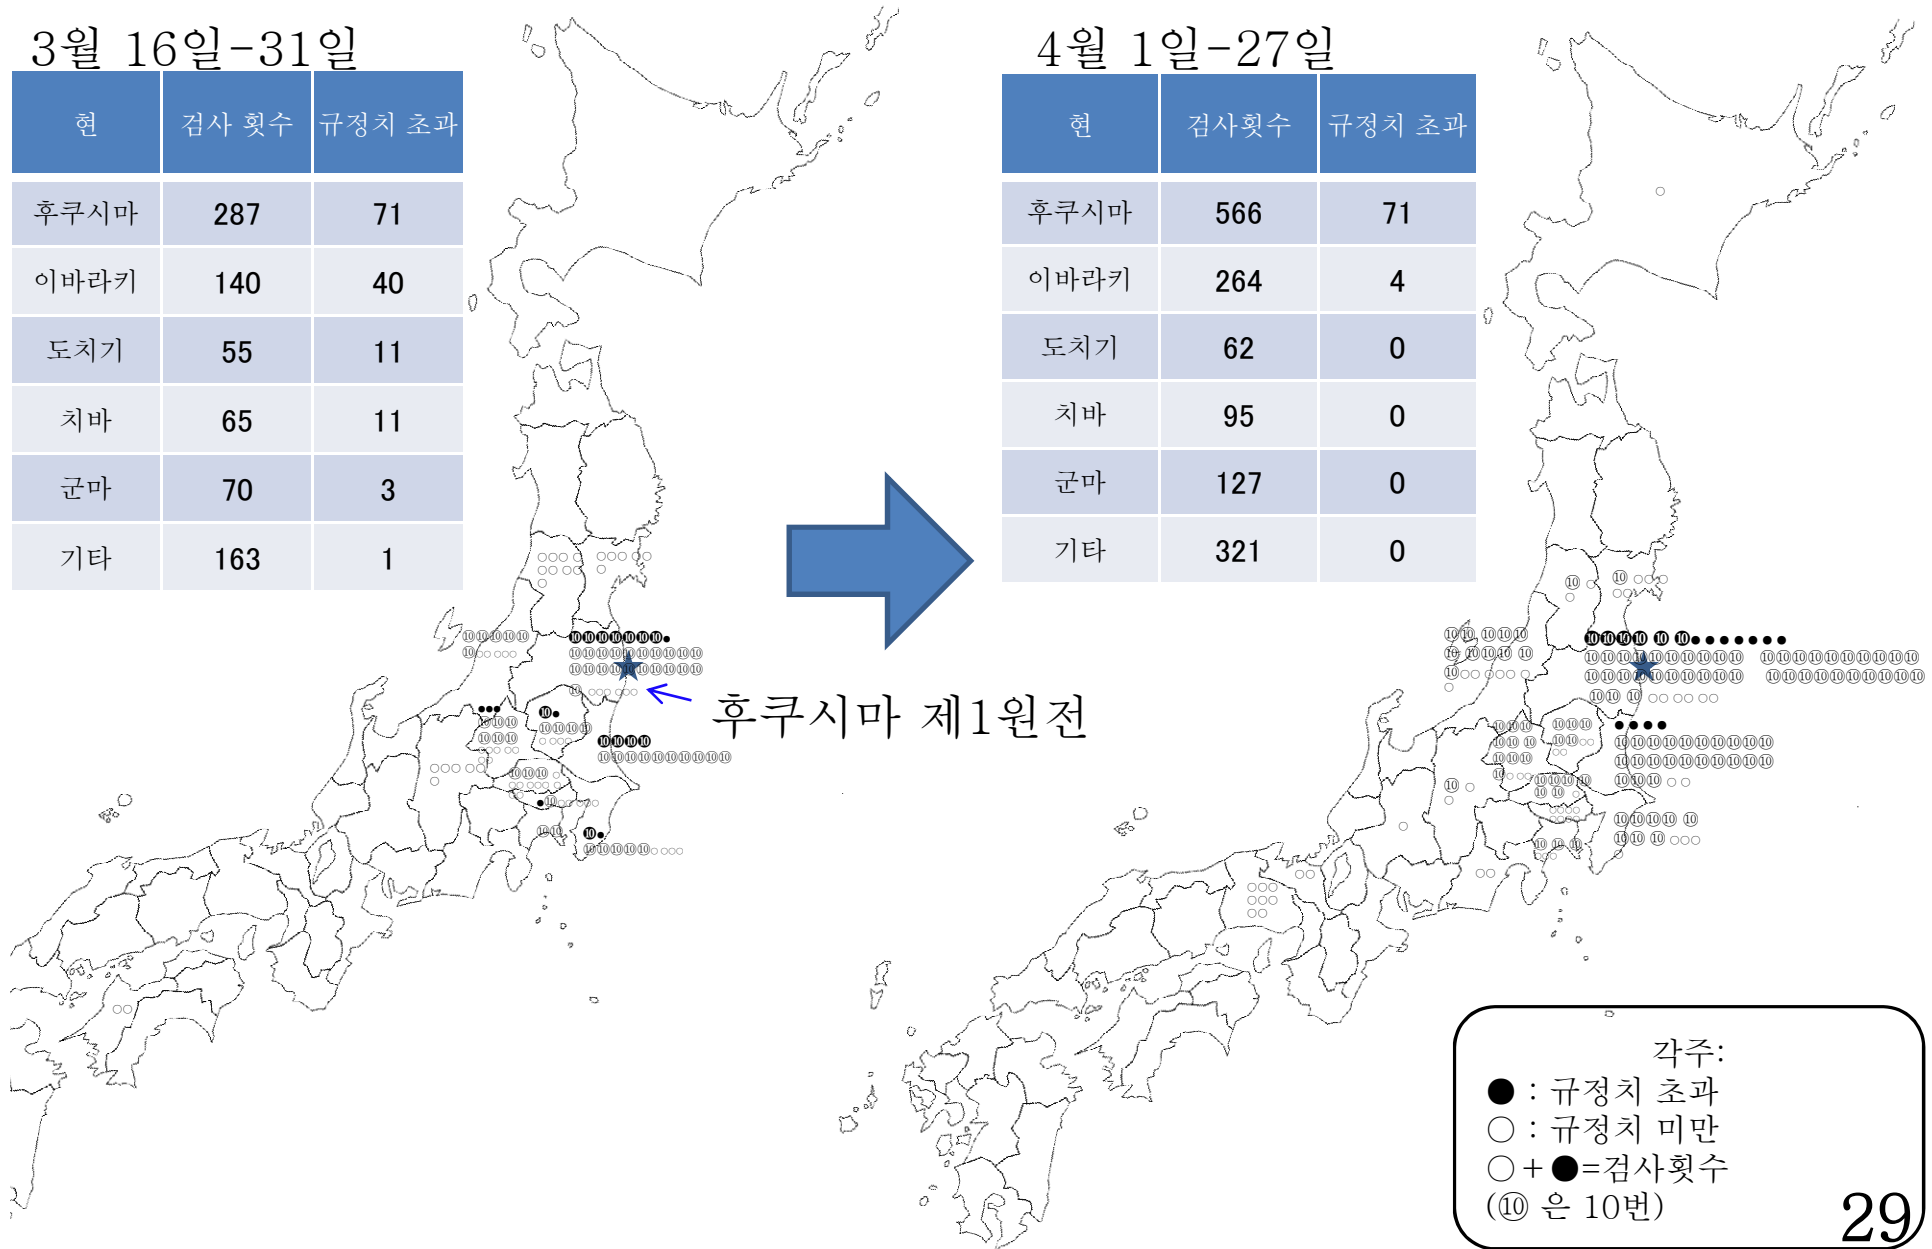 3월 16일-31일
현 검사 횟수 규정치 초과
후쿠시마 287 71
이바라키 140 40
도치기 55 11
치바 65 11
군마 70 3
기타 163 1
4월 1일-27일
현 검사횟수 규정치 초과
후쿠시마 566 71
이바라키 264 4
도치기 62 0
치바 95 0
군마 127 0
기타 321 0
후쿠시마 제1원전
각주:
● : 규정치 초과
○ : 규정치 미만
○+●=검사횟수
(⑩ 은 10번)
29